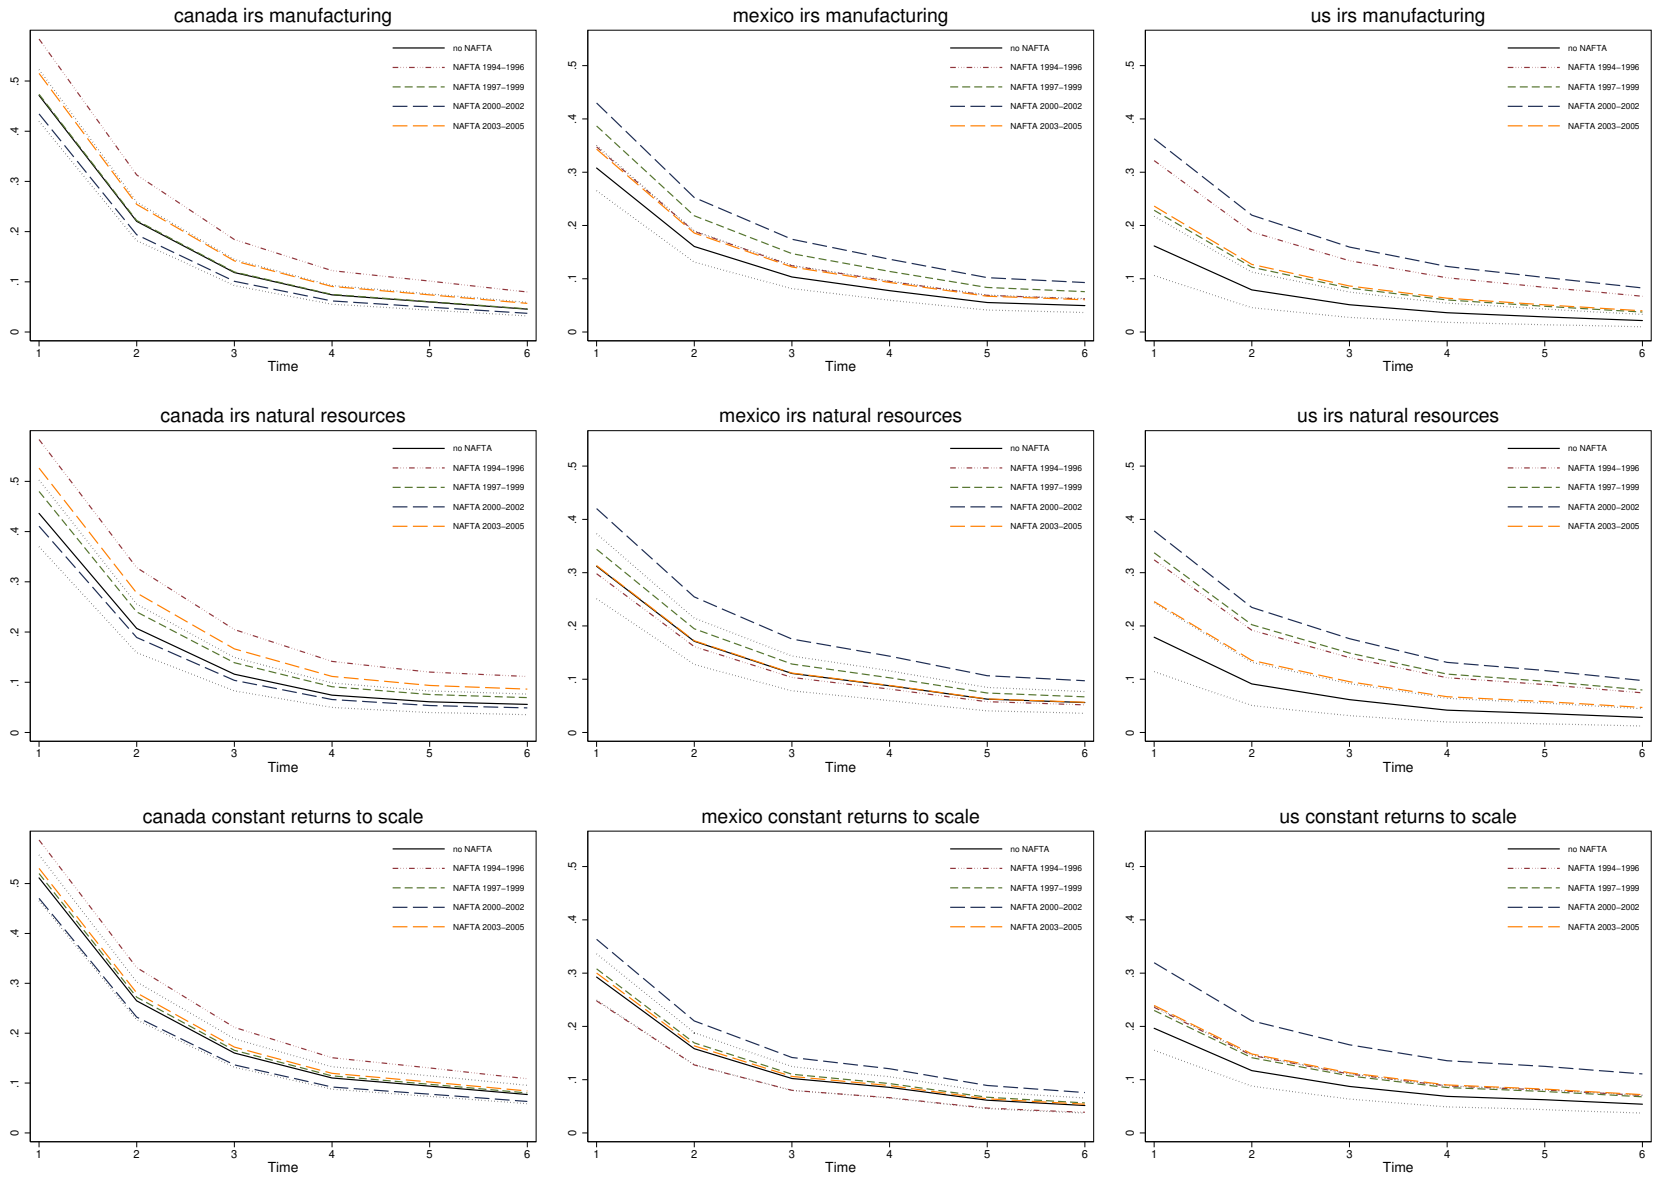 canada irs manufacturing
no NAFTA
NAFTA 1994–1996
NAFTA 1997–1999
NAFTA 2000–2002
NAFTA 2003–2005
.5
.4
.3
.2
.1
0
1 2 3 4 5 6
Time
mexico irs manufacturing
no NAFTA
NAFTA 1994–1996
NAFTA 1997–1999
NAFTA 2000–2002
NAFTA 2003–2005
.5
.4
.3
.2
.1
0
1 2 3 4 5 6
Time
us irs manufacturing
no NAFTA
NAFTA 1994–1996
NAFTA 1997–1999
NAFTA 2000–2002
NAFTA 2003–2005
.5
.4
.3
.2
.1
0
1 2 3 4 5 6
Time
canada irs natural resources
no NAFTA
NAFTA 1994–1996
NAFTA 1997–1999
NAFTA 2000–2002
NAFTA 2003–2005
.5
.4
.3
.2
.1
0
1 2 3 4 5 6
Time
mexico irs natural resources
no NAFTA
NAFTA 1994–1996
NAFTA 1997–1999
NAFTA 2000–2002
NAFTA 2003–2005
.5
.4
.3
.2
.1
0
1 2 3 4 5 6
Time
us irs natural resources
no NAFTA
NAFTA 1994–1996
NAFTA 1997–1999
NAFTA 2000–2002
NAFTA 2003–2005
.5
.4
.3
.2
.1
0
1 2 3 4 5 6
Time
canada constant returns to scale
no NAFTA
NAFTA 1994–1996
NAFTA 1997–1999
NAFTA 2000–2002
NAFTA 2003–2005
.5
.4
.3
.2
.1
0
1 2 3 4 5 6
Time
mexico constant returns to scale
no NAFTA
NAFTA 1994–1996
NAFTA 1997–1999
NAFTA 2000–2002
NAFTA 2003–2005
.5
.4
.3
.2
.1
0
1 2 3 4 5 6
Time
us constant returns to scale
no NAFTA
NAFTA 1994–1996
NAFTA 1997–1999
NAFTA 2000–2002
NAFTA 2003–2005
.5
.4
.3
.2
.1
0
1 2 3 4 5 6
Time